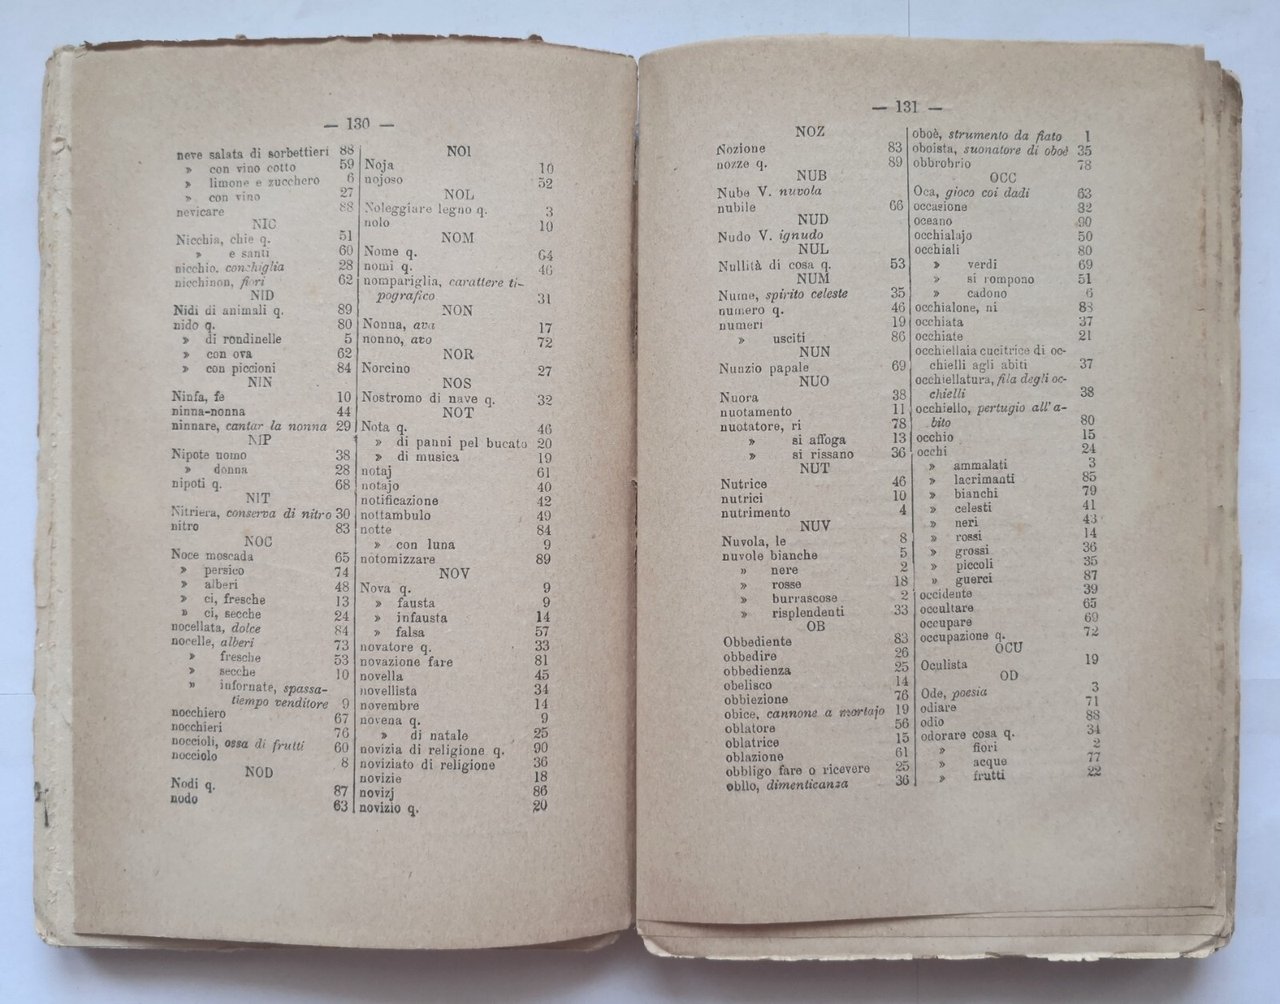 — 130 —
neve salata di sorbettieri 88
» con vino cotto 59
» limone e zucchero 6
» con vino 27
nevicare 88
NIC
Nicchia, chie q. 51
» e santi 60
nicchio, conchiglia 28
nicchinon, fiori 62
NID
Nidi di animali q. 89
nido q. 80
» di rondinelle 5
» con ova 62
» con piccioni 84
NIN
Ninfa, fe 10
ninna-nonna 44
ninnare, cantar la nonna 29
NIP
Nipote uomo 38
» donna 28
nipoti q. 68
NIT
Nitriera, conserva di nitro 30
nitro 83
NOC
Noce moscada 65
» persico 74
» alberi 48
» ci, fresche 13
» ci, secche 24
nocellata, dolce 84
nocelle, alberi 73
» fresche 53
» secche 10
» infornate, spassa-
tiempo venditore 9
nocchiero 67
nocchieri 76
noccioli, ossa di frutti 60
nocciolo 8
NOD
Nodi q. 87
nodo 63
NOI
Noja 10
nojoso 52
NOL
Noleggiare legno q. 3
nolo 10
NOM
Nome q. 64
nomi q. 46
nompariglia, carattere ti-
pografico 31
NON
Nonna, ava 17
nonno, avo 72
NOR
Norcino 27
NOS
Nostromo di nave q. 32
NOT
Nota q. 46
» di panni pel bucato 20
» di musica 19
notaj 61
notajo 40
notificazione 42
nottambulo 49
notte 84
» con luna 9
notomizzare 89
NOV
Nova q. 9
» fausta 9
» infausta 14
» falsa 57
novatore q. 33
novazione fare 81
novella 45
novellista 34
novembre 14
novena q. 9
» di natale 25
novizia di religione q. 90
noviziato di religione 36
novizie 18
novizj 86
novizio q. 20
— 131 —
NOZ
Nozione 83
nozze q. 89
NUB
Nube V. nuvola
nubile 66
NUD
Nudo V. ignudo
NUL
Nullità di cosa q. 53
NUM
Nume, spirito celeste 35
numero q. 46
numeri 19
» usciti 86
NUN
Nunzio papale 69
NUO
Nuora 38
nuotamento 11
nuotatore, ri 78
» si affoga 13
» si rissano 36
NUT
Nutrice 46
nutrici 10
nutrimento 4
NUV
Nuvola, le 8
nuvole bianche 5
» nere 2
» rosse 18
» burrascose 2
» risplendenti 33
OB
Obbediente 83
obbedire 26
obbedienza 25
obelisco 14
obbiezione 76
obice, cannone a mortajo 19
oblatore 56
oblatrice 15
oblazione 61
obbligo fare o ricevere 25
oblio, dimenticanza 36
oboè, strumento da fiato 1
oboista, suonatore di oboè 35
obbrobrio 78
OCC
Oca, gioco coi dadi 63
occasione 32
oceano 90
occhialajo 50
occhiali 80
» verdi 69
» si rompono 51
» cadono 6
occhialone, ni 88
occhiata 37
occhiate 21
occhiellaia cucitrice di oc-
chielli agli abiti 37
occhiellatura, fila degli oc-
chielli 38
occhiello, pertugio all'a-
bito 80
occhio 15
occhi 24
» ammalati 3
» lacrimanti 85
» bianchi 79
» celesti 41
» neri 43
» rossi 14
» grossi 36
» piccoli 35
» guerci 87
occidente 39
occultare 65
occupare 69
occupazione q. 72
OCU
Oculista 19
OD
Ode, poesia 3
odiare 71
odio 88
odorare cosa q. 34
» fiori 2
» acque 77
» frutti 22